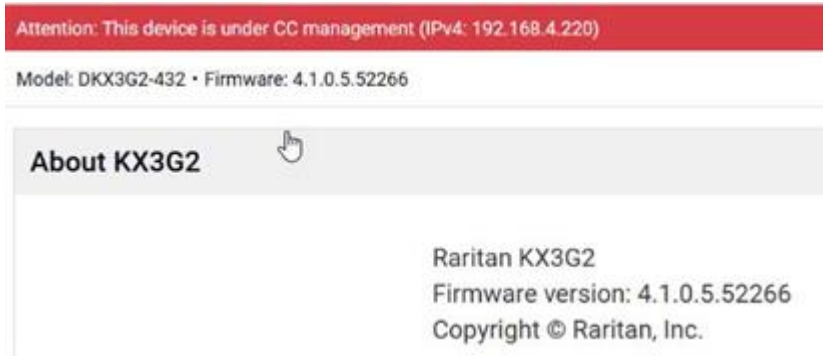 Attention: This device is under CC management (IPv4: 192.168.4.220)
Model: DKX3G2-432 • Firmware: 4.1.0.5.52266
About KX3G2
Raritan KX3G2
Firmware version: 4.1.0.5.52266
Copyright © Raritan, Inc.